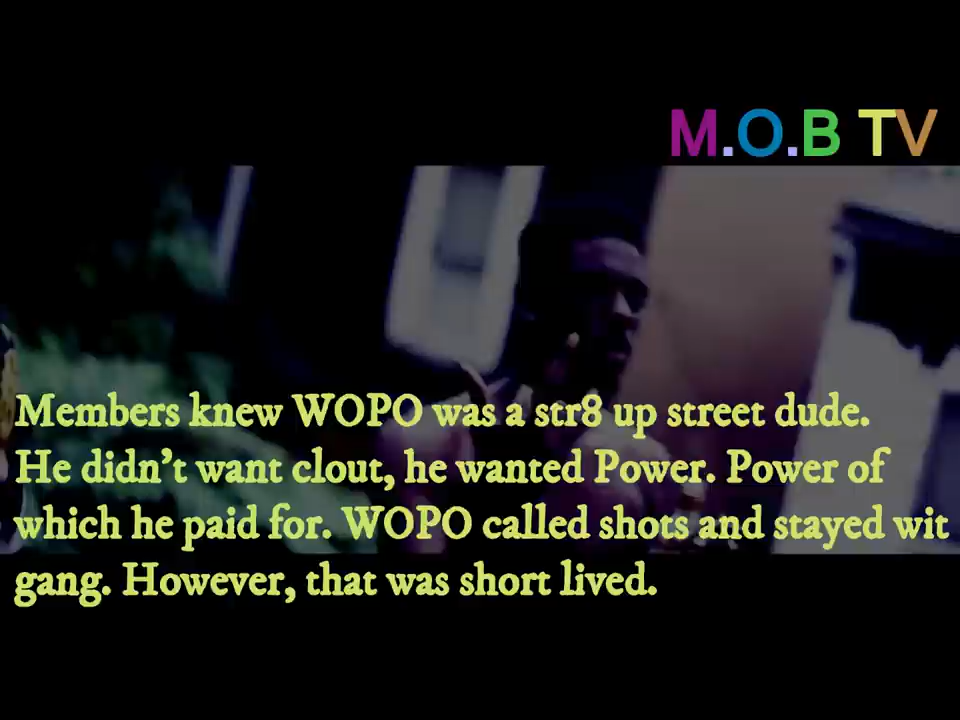 M.O.B TV
Members knew WOPO was a str8 up street dude.
He didn't want clout, he wanted Power. Power of
which he paid for. WOPO called shots and stayed wit
gang. However, that was short lived.